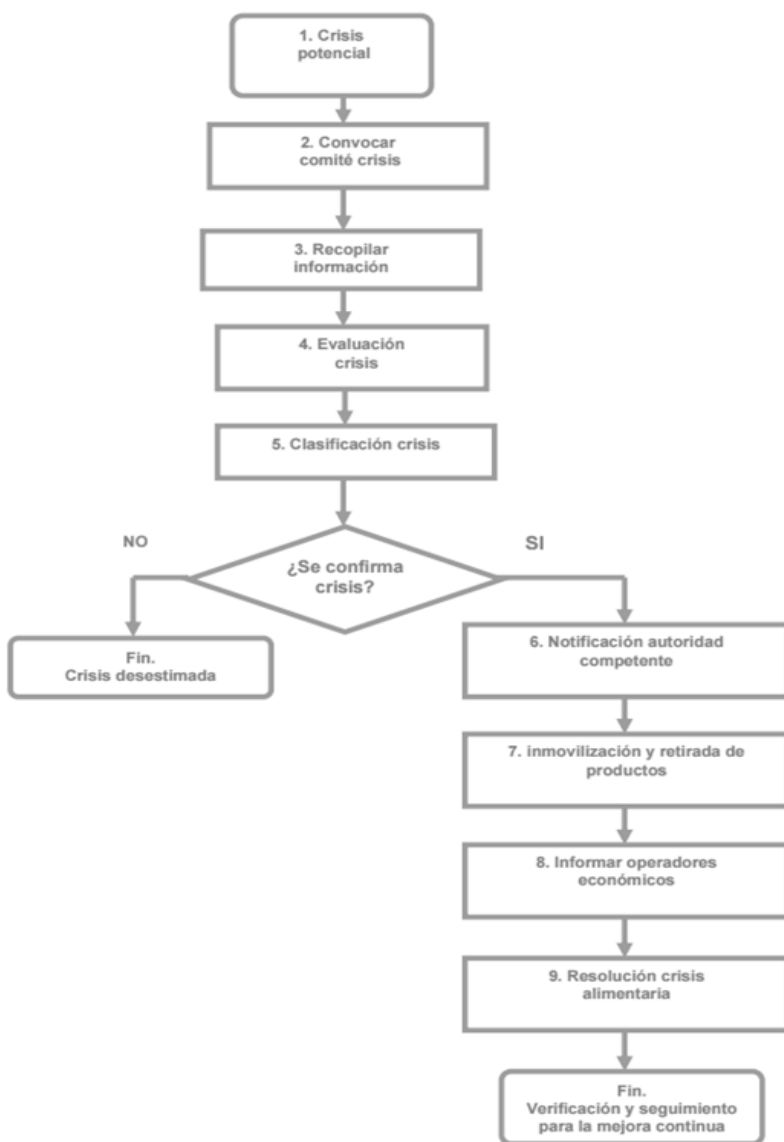 1. Crisis
potencial
2. Convocar
comité crisis
3. Recopilar
información
4. Evaluación
crisis
5. Clasificación crisis
NO
SI
¿Se confirma
crisis?
Fin.
Crisis desestimada
6. Notificación autoridad
competente
7. inmovilización y retirada de
productos
8. Informar operadores
económicos
9. Resolución crisis
alimentaria
Fin.
Verificación y seguimiento
para la mejora continua